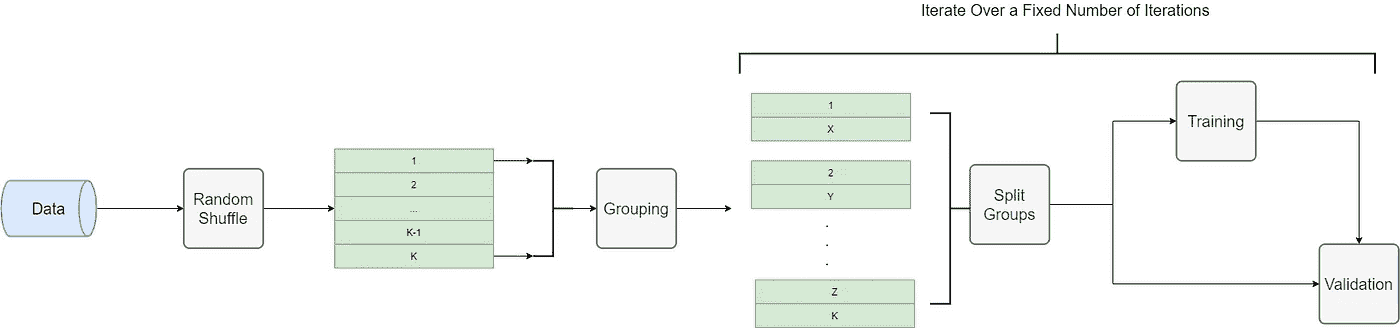 Iterate Over a Fixed Number of Iterations
Data
Random
Shuffle
1
2
...
K-1
K
Grouping
1
X
2
Y
.
.
.
Z
K
Split
Groups
Training
Validation